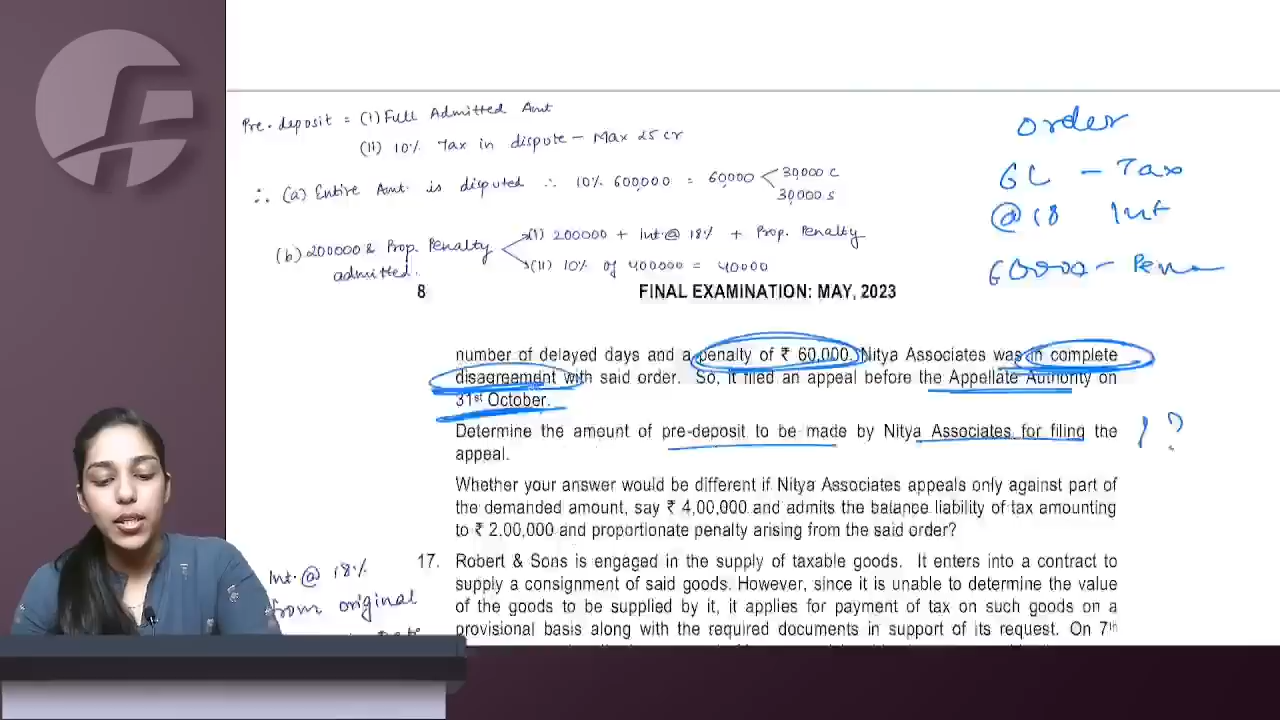 Pre-deposit = (i) Full Admitted Amt
(ii) 10% Tax in dispute - Max 25 cr
∴ (a) Entire Amt is disputed ∴ 10% 600,000 = 60,000 < 30,000 C
30,000 S
(b) 200000 & Prop. Penalty admitted.
(i) 200000 + Int @ 18% + Prop. Penalty
(ii) 10% of 400000 = 40000
order
6L - Tax
@18 Int
60000 -
8 FINAL EXAMINATION: MAY, 2023
number of delayed days and a penalty of ₹ 60,000. Nitya Associates was in complete
disagreement with said order. So, it filed an appeal before the Appellate Authority on
31st October.
Determine the amount of pre-deposit to be made by Nitya Associates for filing the
appeal.
?
Whether your answer would be different if Nitya Associates appeals only against part of
the demanded amount, say ₹ 4,00,000 and admits the balance liability of tax amounting
to ₹ 2,00,000 and proportionate penalty arising from the said order?
17. Robert & Sons is engaged in the supply of taxable goods. It enters into a contract to
supply a consignment of said goods. However, since it is unable to determine the value
of the goods to be supplied by it, it applies for payment of tax on such goods on a
provisional basis along with the required documents in support of its request. On 7th
Int. @ 18%
from original